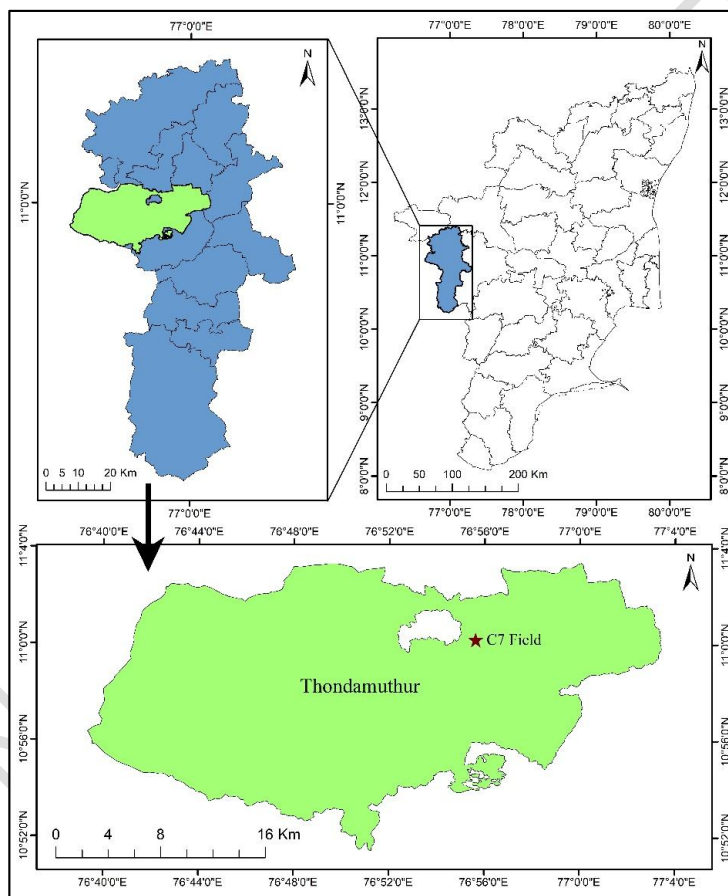 77°0'0"E
N
11°0'0"N
11°0'0"N
0 5 10 20 Km
77°0'0"E
77°0'0"E 78°0'0"E 79°0'0"E 80°0'0"E
N
13°0'0"N
12°0'0"N
11°0'0"N
10°0'0"N
9°0'0"N
8°0'0"N
13°0'0"N
12°0'0"N
11°0'0"N
10°0'0"N
9°0'0"N
8°0'0"N
0 50 100 200 Km
77°0'0"E 78°0'0"E 79°0'0"E 80°0'0"E
76°40'0"E 76°44'0"E 76°48'0"E 76°52'0"E 76°56'0"E 77°0'0"E 77°4'0"E
11°4'0"N
11°0'0"N
10°56'0"N
10°52'0"N
N
C7 Field
Thondamuthur
11°4'0"N
11°0'0"N
10°56'0"N
10°52'0"N
0 4 8 16 Km
76°40'0"E 76°44'0"E 76°48'0"E 76°52'0"E 76°56'0"E 77°0'0"E 77°4'0"E